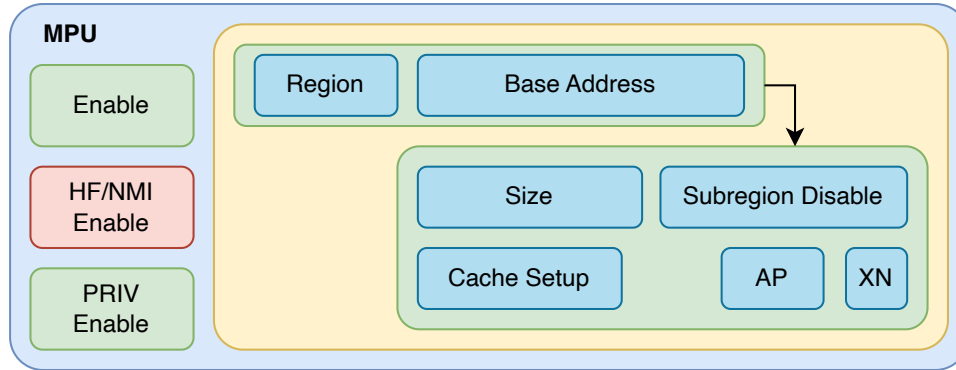 MPU
Enable
HF/NMI
Enable
PRIV
Enable
Region
Base Address
Size
Subregion Disable
Cache Setup
AP
XN